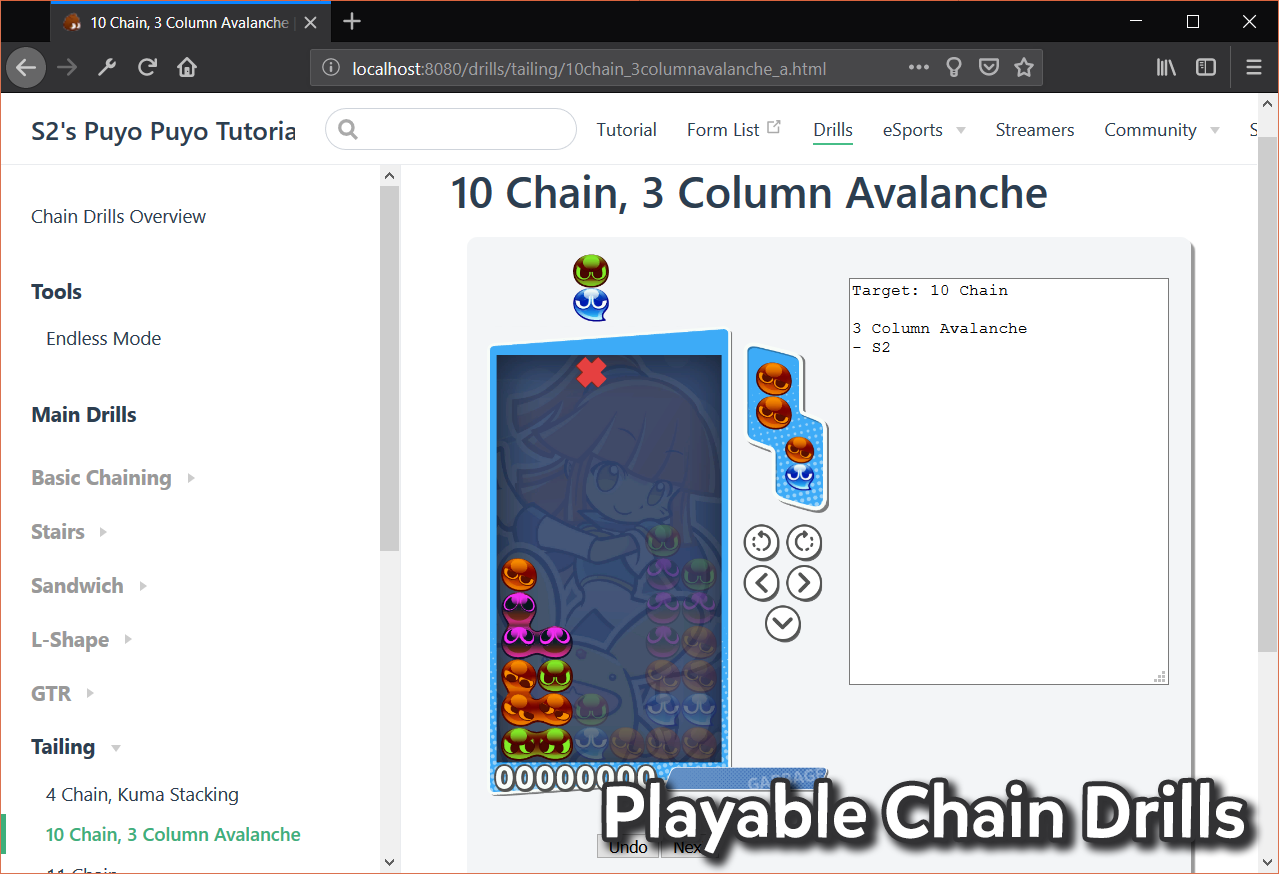 10 Chain, 3 Column Avalanche
localhost:8080/drills/tailing/10chain_3columnavalanche_a.html
S2's Puyo Puyo Tutoria
Tutorial
Form List
Drills
eSports
Streamers
Community
S
Chain Drills Overview
Tools
Endless Mode
Main Drills
Basic Chaining
Stairs
Sandwich
L-Shape
GTR
Tailing
4 Chain, Kuma Stacking
10 Chain, 3 Column Avalanche
11 Chain
10 Chain, 3 Column Avalanche
Target: 10 Chain
3 Column Avalanche
- S2
00000000
GARBAGE
Playable Chain Drills
Undo
Nex